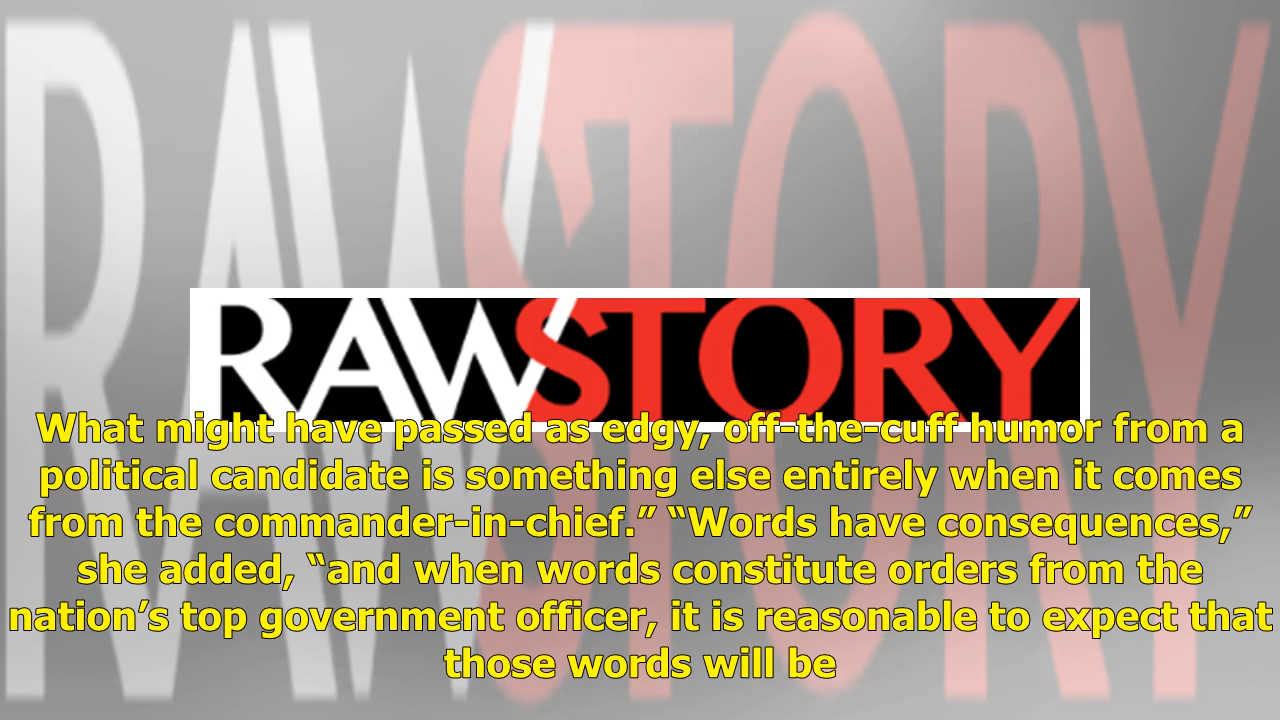 RAWSTORY
RAWSTORY
What might have passed as edgy, off-the-cuff humor from a
political candidate is something else entirely when it comes
from the commander-in-chief.” “Words have consequences,”
she added, “and when words constitute orders from the
nation’s top government officer, it is reasonable to expect that
those words will be